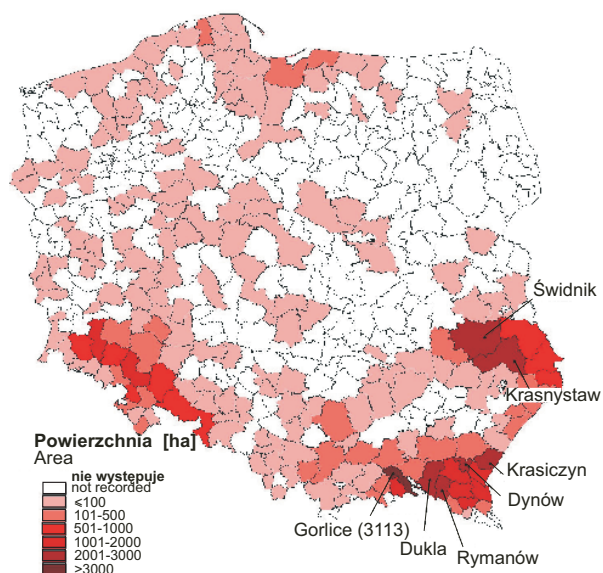 Świdnik
Krasnystaw
Krasiczyn
Dynów
Gorlice (3113)
Dukla
Rymanów
Powierzchnia [ha]
Area
nie występuje
not recorded
≤100
101-500
501-1000
1001-2000
2001-3000
>3000